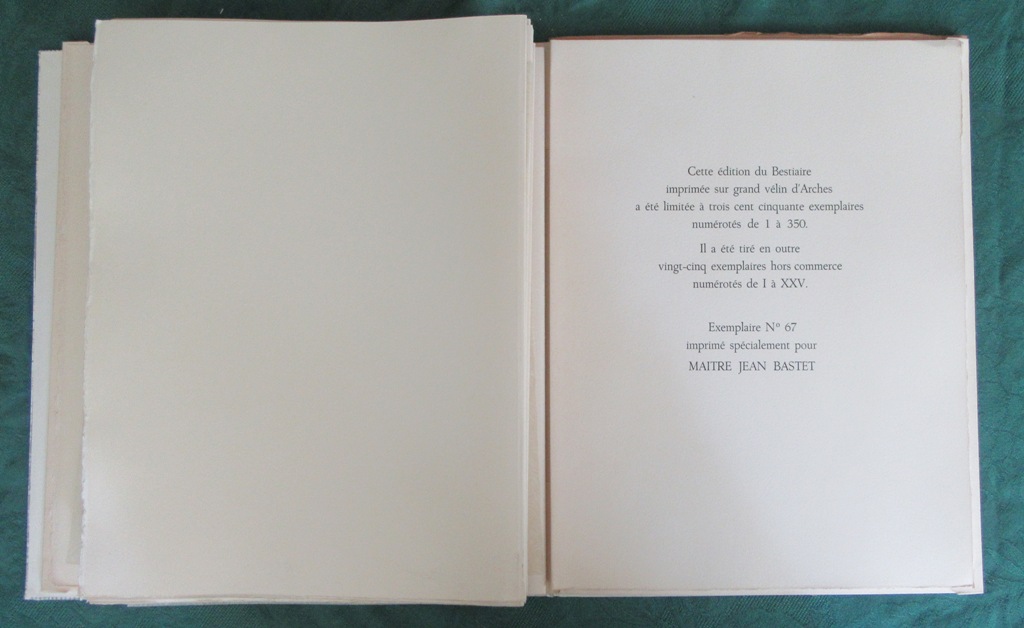 Cette édition du Bestiaire
imprimée sur grand vélin d'Arches
a été limitée à trois cent cinquante exemplaires
numérotés de 1 à 350.
Il a été tiré en outre
vingt-cinq exemplaires hors commerce
numérotés de I à XXV.
Exemplaire Nº 67
imprimé spécialement pour
MAITRE JEAN BASTET